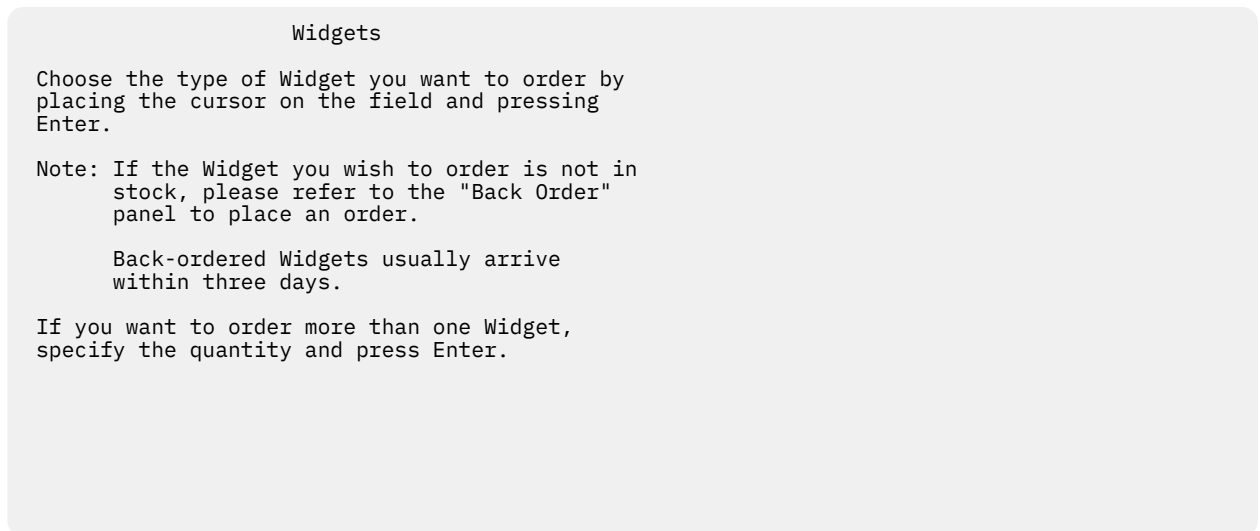 Widgets
Choose the type of Widget you want to order by
placing the cursor on the field and pressing
Enter.
Note: If the Widget you wish to order is not in
stock, please refer to the "Back Order"
panel to place an order.
Back-ordered Widgets usually arrive
within three days.
If you want to order more than one Widget,
specify the quantity and press Enter.